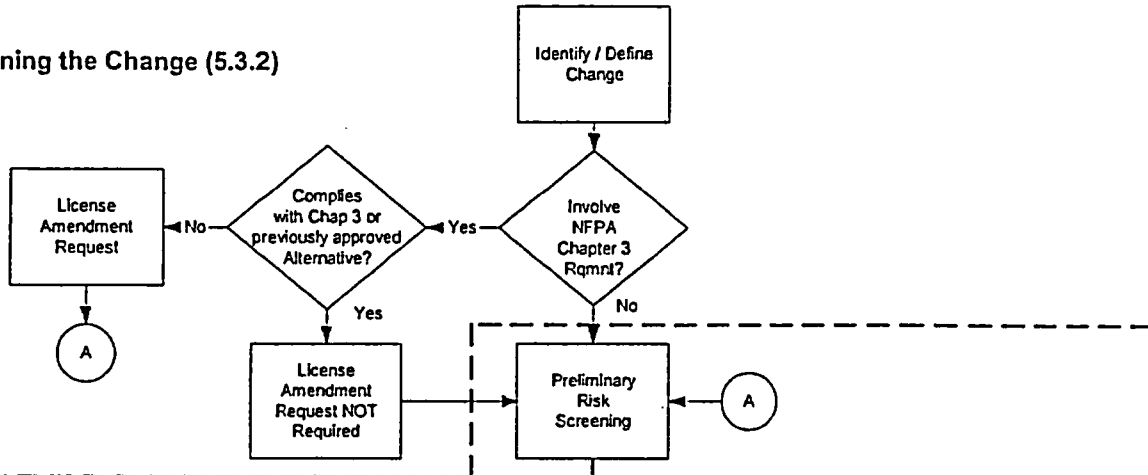 ning the Change (5.3.2)
Identify / Define
Change
Complies
with Chap 3 or
previously approved
Alternative?
Involve
NFPA
Chapter 3
Rqmnt?
License
Amendment
Request
No
Yes
No
Yes
A
License
Amendment
Request NOT
Required
Preliminary
Risk
Screening
A